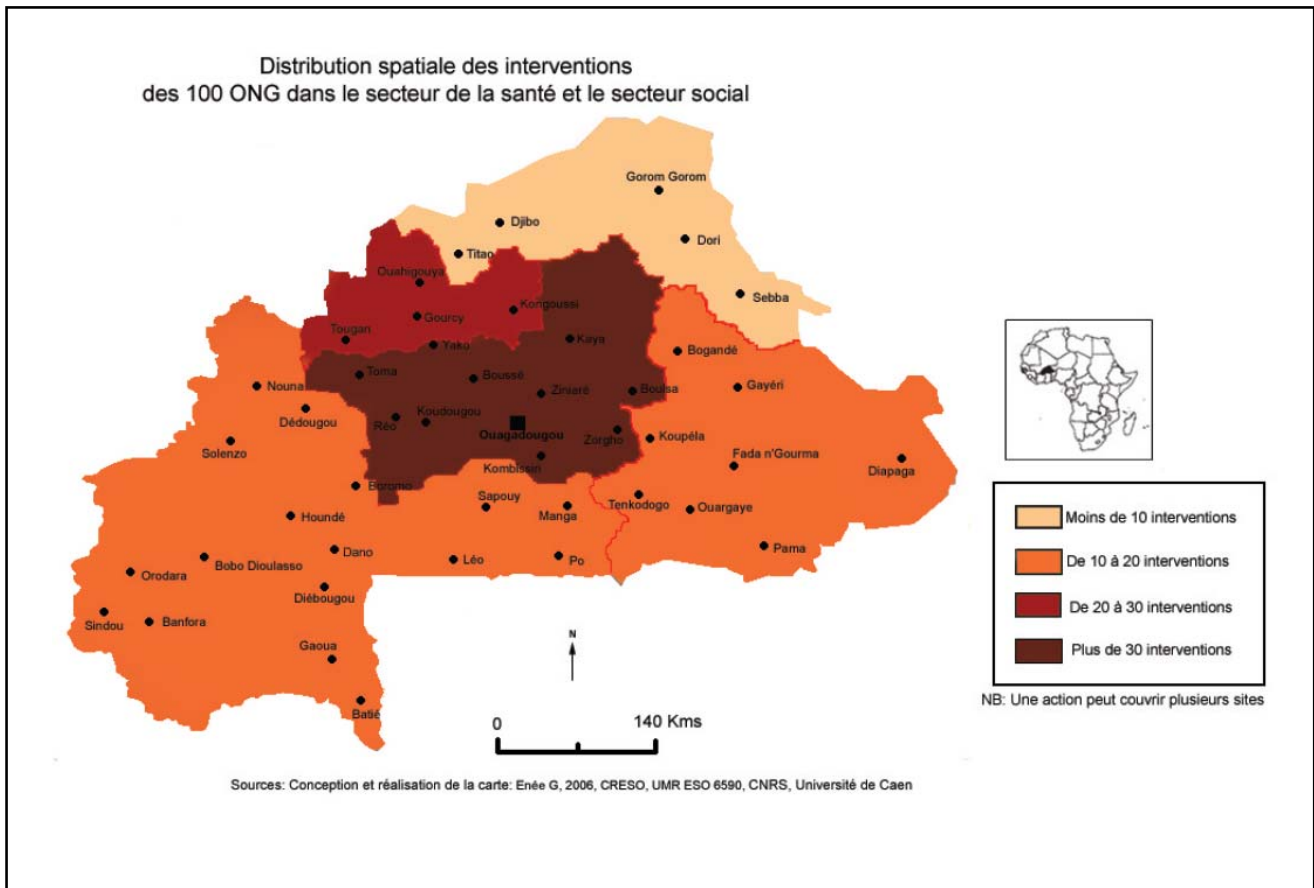 Distribution spatiale des interventions
des 100 ONG dans le secteur de la santé et le secteur social
Gorom Gorom
Djibo
Dori
Titao
Ouahigouya
Sebba
Kongoussi
Gourcy
Tougan
Kaya
Yako
Bogandé
Toma
Boussé
Nouna
Ziniaré
Boulsa
Gayéri
Dédougou
Réo
Koudougou
Ouagadougou
Zorgho
Koupéla
Solenzo
Fada n'Gourma
Diapaga
Kombissiri
Boromo
Sapouy
Tenkodogo
Ouargaye
Manga
Houndé
Dano
Pama
Bobo Dioulasso
Léo
Po
Orodara
Diébougou
Sindou
Banfora
Gaoua
Batié
N
0 140 Kms
Moins de 10 interventions
De 10 à 20 interventions
De 20 à 30 interventions
Plus de 30 interventions
NB: Une action peut couvrir plusieurs sites
Sources: Conception et réalisation de la carte: Enée G, 2006, CRESO, UMR ESO 6590, CNRS, Université de Caen